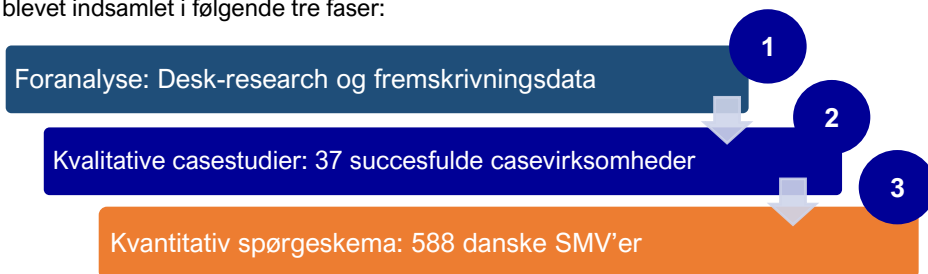 blevet indsamlet i følgende tre faser:
1
Foranalyse: Desk-research og fremskrivningsdata
2
Kvalitative casestudier: 37 succesfulde casevirksomheder
3
Kvantitativ spørgeskema: 588 danske SMV’er